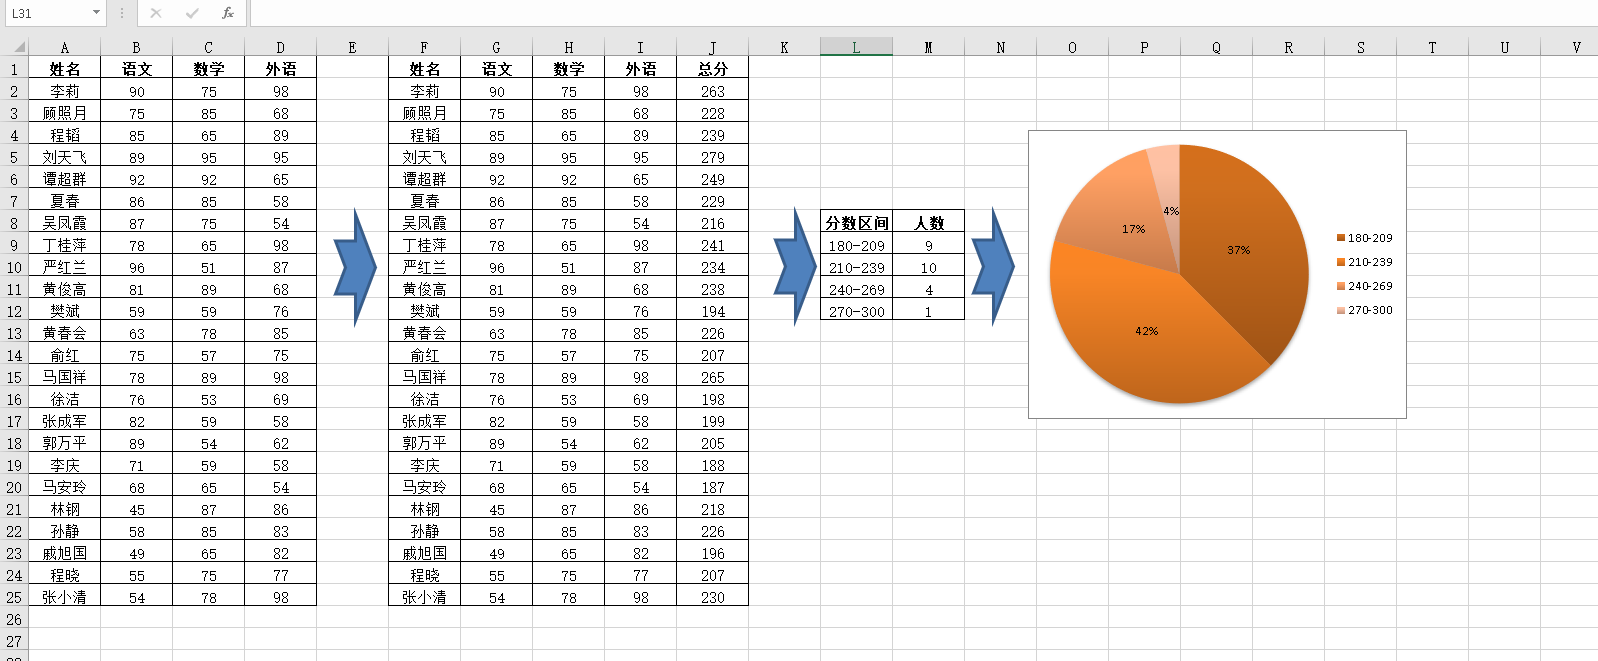 L31 fx
A B C D E F G H I J K L M N O P Q R S T U V
1 姓名 语文 数学 外语 姓名 语文 数学 外语 总分
2 李莉 90 75 98 李莉 90 75 98 263
3 顾照月 75 85 68 顾照月 75 85 68 228
4 程韬 85 65 89 程韬 85 65 89 239
5 刘天飞 89 95 95 刘天飞 89 95 95 279
6 谭超群 92 92 65 谭超群 92 92 65 249
7 夏春 86 85 58 夏春 86 85 58 229
8 吴凤霞 87 75 54 吴凤霞 87 75 54 216 分数区间 人数
9 丁桂萍 78 65 98 丁桂萍 78 65 98 241 180-209 9
10 严红兰 96 51 87 严红兰 96 51 87 234 210-239 10
11 黄俊高 81 89 68 黄俊高 81 89 68 238 240-269 4
12 樊斌 59 59 76 樊斌 59 59 76 194 270-300 1
13 黄春会 63 78 85 黄春会 63 78 85 226
14 俞红 75 57 75 俞红 75 57 75 207
15 马国祥 78 89 98 马国祥 78 89 98 265
16 徐洁 76 53 69 徐洁 76 53 69 198
17 张成军 82 59 58 张成军 82 59 58 199
18 郭万平 89 54 62 郭万平 89 54 62 205
19 李庆 71 59 58 李庆 71 59 58 188
20 马安玲 68 65 54 马安玲 68 65 54 187
21 林钢 45 87 86 林钢 45 87 86 218
22 孙静 58 85 83 孙静 58 85 83 226
23 戚旭国 49 65 82 戚旭国 49 65 82 196
24 程晓 55 75 77 程晓 55 75 77 207
25 张小清 54 78 98 张小清 54 78 98 230
26
27
4%
17%
37%
42%
180-209
210-239
240-269
270-300